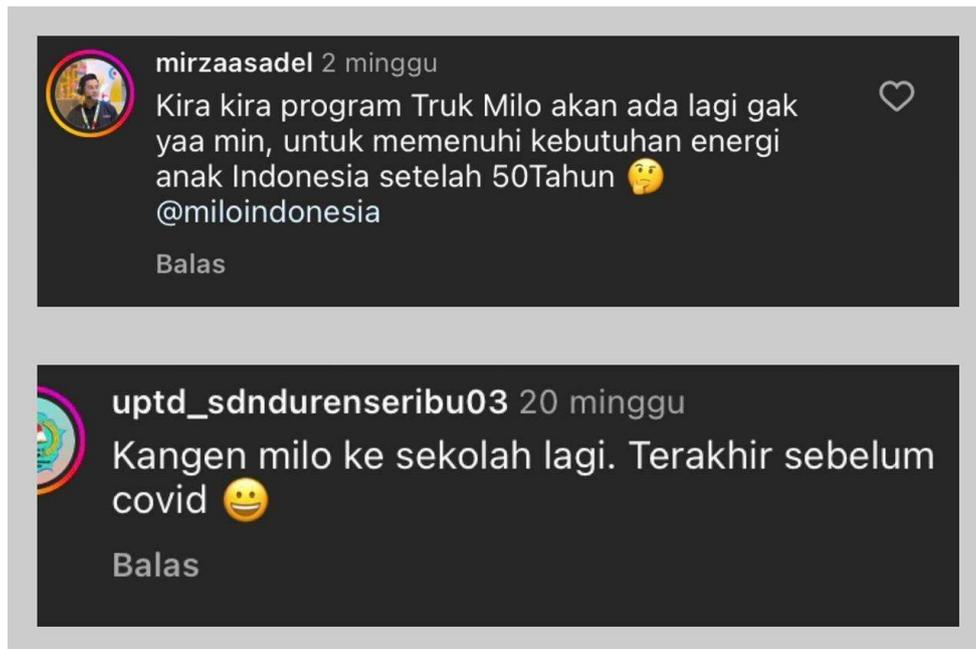 mirzaasadel 2 minggu
Kira kira program Truk Milo akan ada lagi gak
yaa min, untuk memenuhi kebutuhan energi
anak Indonesia setelah 50Tahun 🤔
@miloindonesia
Balas
uptd_sdndurenseribu03 20 minggu
Kangen milo ke sekolah lagi. Terakhir sebelum
covid 😀
Balas